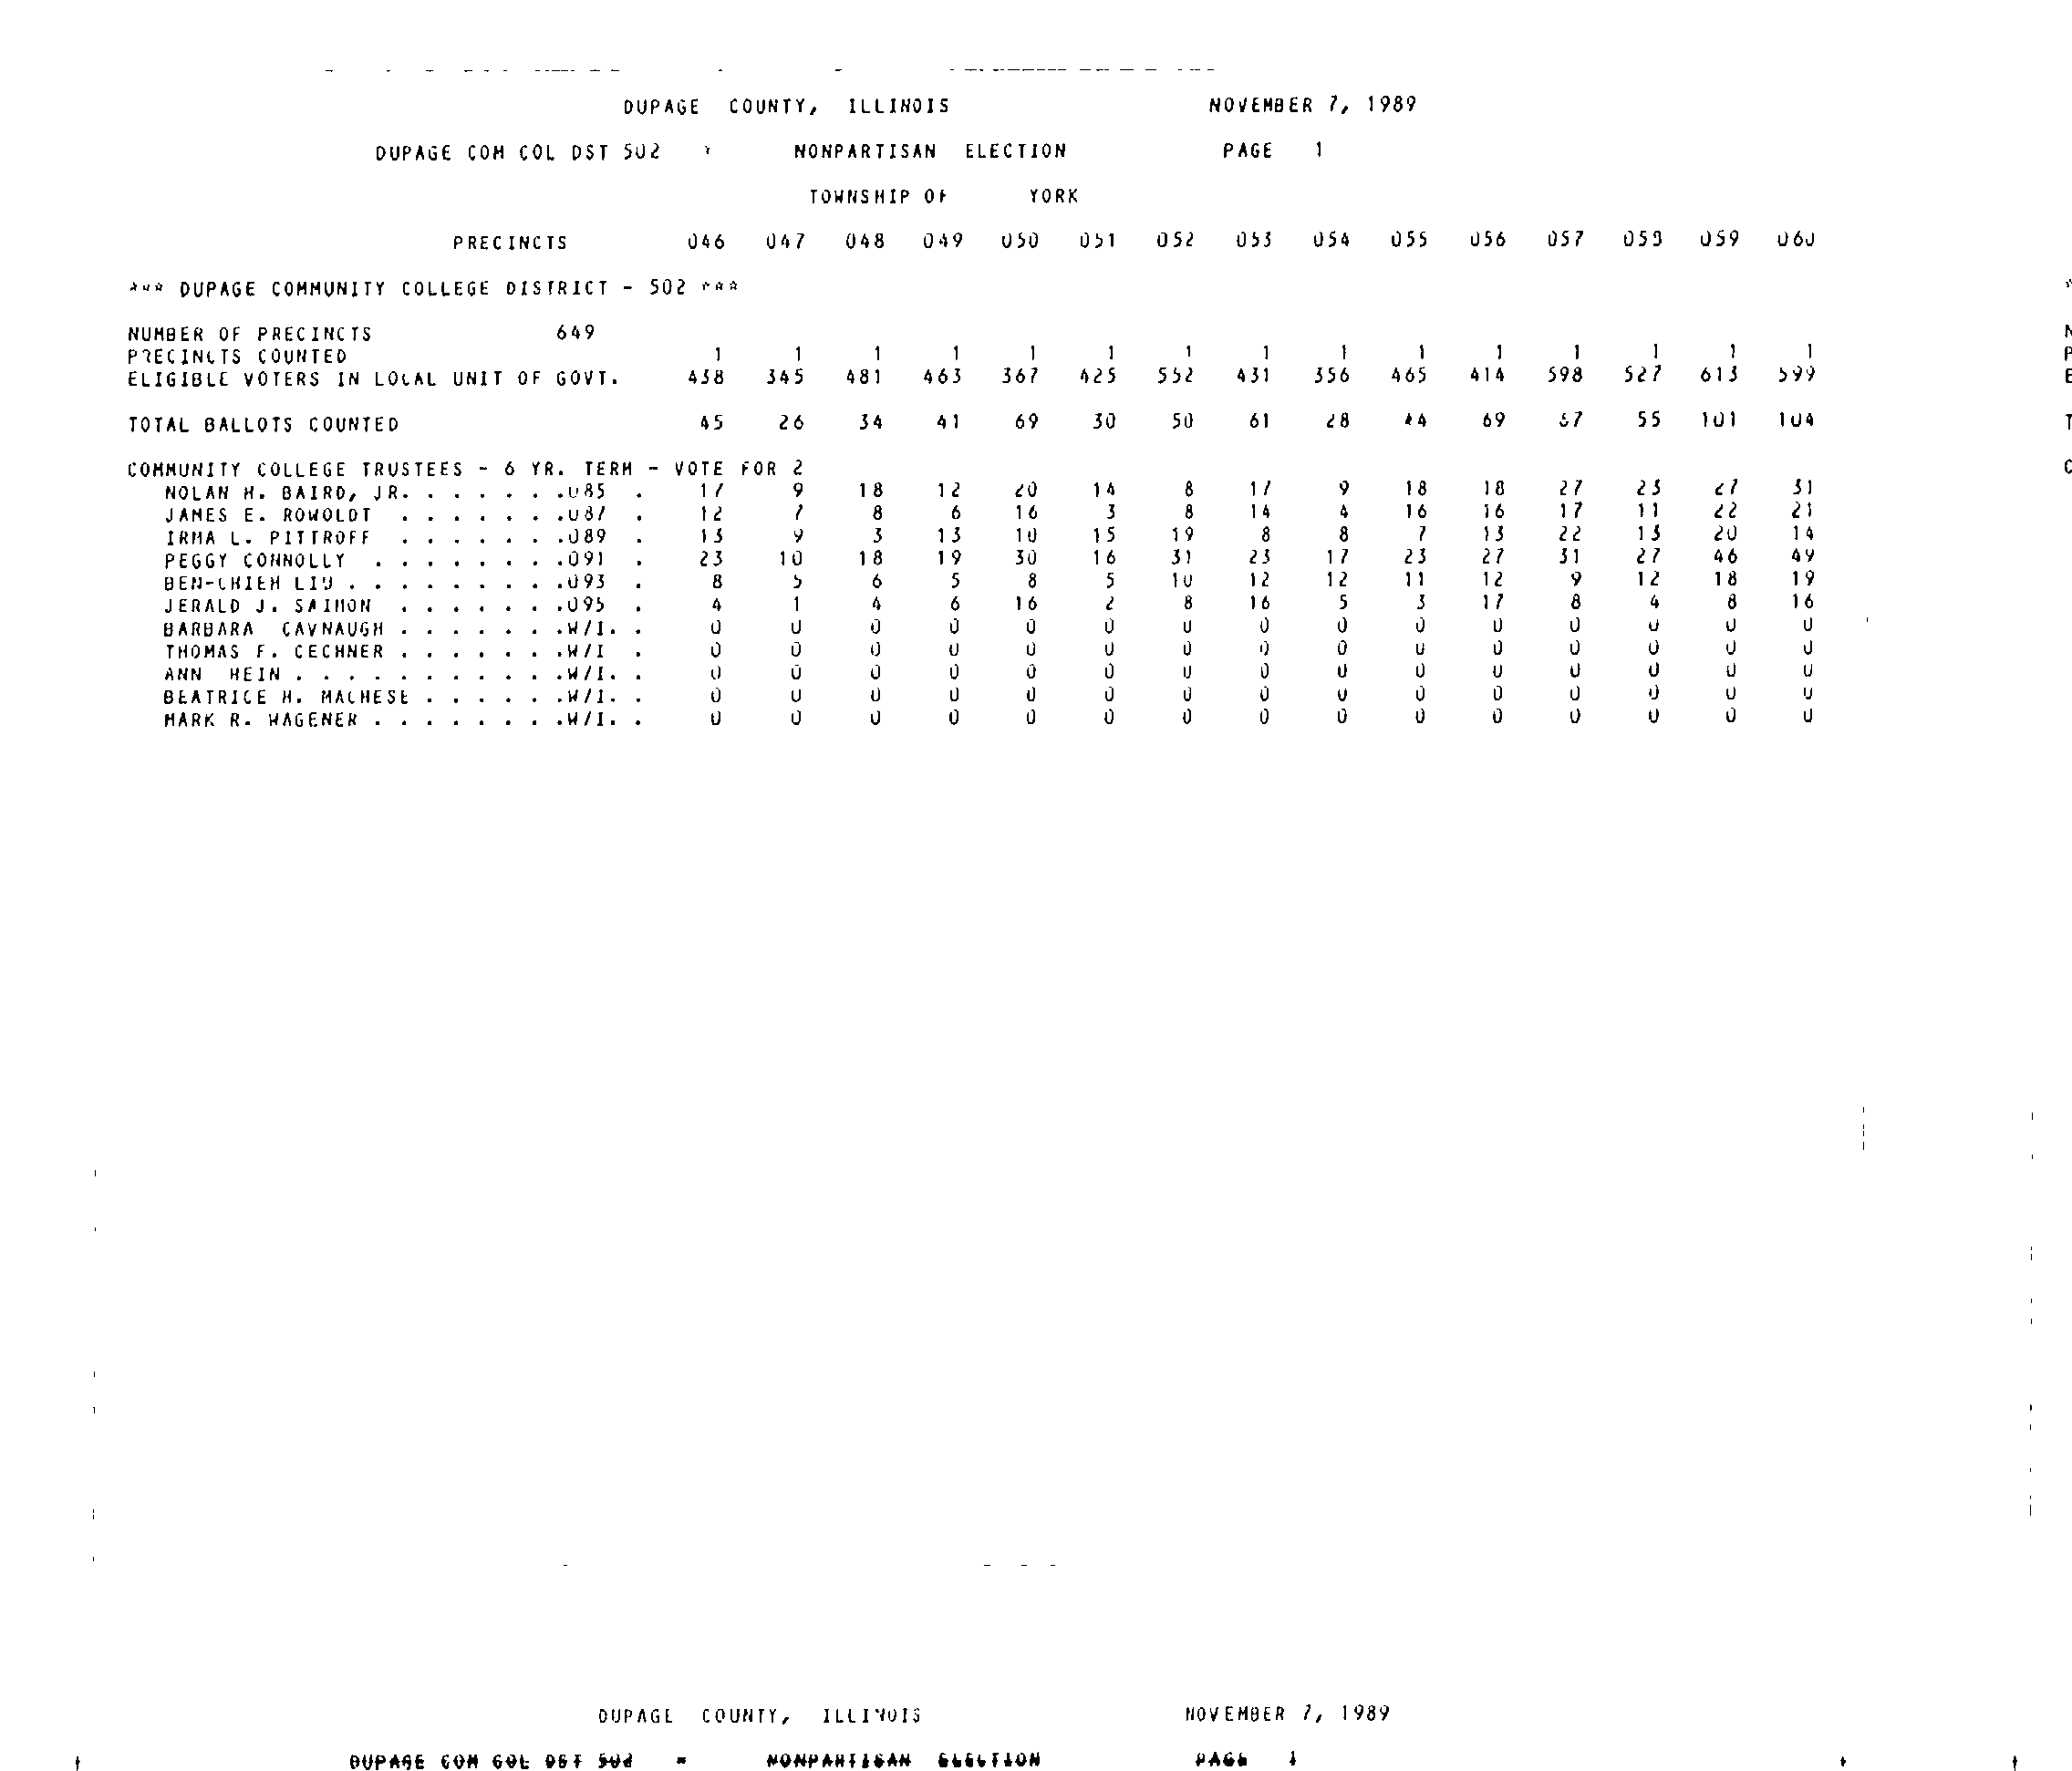 DUPAGE COUNTY, ILLINOIS NOVEMBER 7, 1989
DUPAGE COM COL DST 502 * NONPARTISAN ELECTION PAGE 1
TOWNSHIP OF YORK
PRECINCTS 046 047 048 049 050 051 052 053 054 055 056 057 058 059 060
*** DUPAGE COMMUNITY COLLEGE DISTRICT - 502 ***
NUMBER OF PRECINCTS 649
PRECINCTS COUNTED 1 1 1 1 1 1 1 1 1 1 1 1 1 1 1
ELIGIBLE VOTERS IN LOCAL UNIT OF GOVT. 438 345 481 463 367 425 552 431 356 465 414 598 527 613 599
TOTAL BALLOTS COUNTED 45 26 34 41 69 30 50 61 28 44 69 67 55 101 104
COMMUNITY COLLEGE TRUSTEES - 6 YR. TERM - VOTE FOR 2
NOLAN H. BAIRD, JR. . . . . . .085 . 17 9 18 12 20 14 8 17 9 18 18 27 23 27 31
JAMES E. ROWOLDT . . . . . . .087 . 12 7 8 6 16 3 8 14 4 16 16 17 11 22 21
IRMA L. PITTROFF . . . . . . .089 . 13 9 3 13 10 15 19 8 8 7 13 22 13 20 14
PEGGY CONNOLLY . . . . . . . .091 . 23 10 18 19 30 16 31 23 17 23 27 31 27 46 49
BEN-CHIEH LIU . . . . . . . . .093 . 8 5 6 5 8 5 10 12 12 11 12 9 12 18 19
JERALD J. SAIMON . . . . . . .095 . 4 1 4 6 16 2 8 16 5 3 17 8 4 8 16
BARBARA CAVNAUGH . . . . . . .W/I. . 0 0 0 0 0 0 0 0 0 0 0 0 0 0 0
THOMAS F. CECHNER . . . . . . .W/I . 0 0 0 0 0 0 0 0 0 0 0 0 0 0 0
ANN HEIN . . . . . . . . . . .W/I. . 0 0 0 0 0 0 0 0 0 0 0 0 0 0 0
BEATRICE H. MACHESE . . . . . .W/I. . 0 0 0 0 0 0 0 0 0 0 0 0 0 0 0
MARK R. WAGENER . . . . . . . .W/I. . 0 0 0 0 0 0 0 0 0 0 0 0 0 0 0
DUPAGE COUNTY, ILLINOIS NOVEMBER 7, 1989
DUPAGE COM COL DST 502 * NONPARTISAN ELECTION PAGE 1